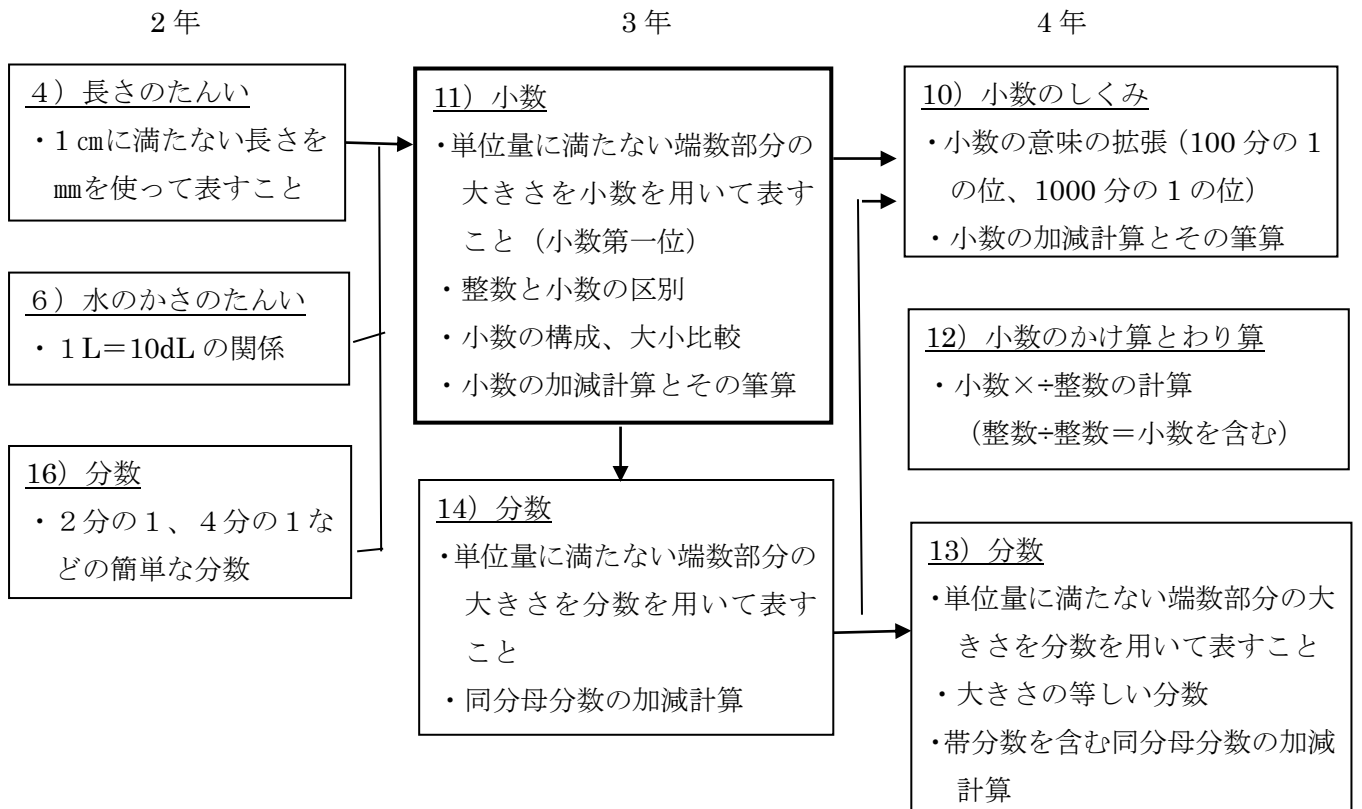 ２年
３年
４年
４）長さのたんい
・１㎝に満たない長さを
㎜を使って表すこと
６）水のかさのたんい
・１L＝10dL の関係
16）分数
・２分の１、４分の１な
どの簡単な分数
11）小数
・単位量に満たない端数部分の
大きさを小数を用いて表す
こと（小数第一位）
・整数と小数の区別
・小数の構成、大小比較
・小数の加減計算とその筆算
14）分数
・単位量に満たない端数部分の
大きさを分数を用いて表す
こと
・同分母分数の加減計算
10）小数のしくみ
・小数の意味の拡張（100 分の 1
の位、1000 分の 1 の位）
・小数の加減計算とその筆算
12）小数のかけ算とわり算
・小数×÷整数の計算
（整数÷整数＝小数を含む）
13）分数
・単位量に満たない端数部分の大
きさを分数を用いて表すこと
・大きさの等しい分数
・帯分数を含む同分母分数の加減
計算